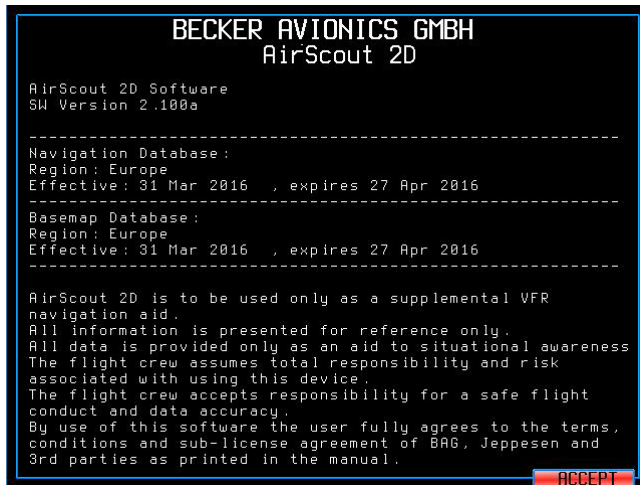 BECKER AVIONICS GMBH
AirScout 2D
AirScout 2D Software
SW Version 2.100a
-----------------------------------------------------------
Navigation Database:
Region: Europe
Effective: 31 Mar 2016 , expires 27 Apr 2016
-----------------------------------------------------------
Basemap Database:
Region: Europe
Effective: 31 Mar 2016 , expires 27 Apr 2016
-----------------------------------------------------------
AirScout 2D is to be used only as a supplemental VFR
navigation aid.
All information is presented for reference only.
All data is provided only as an aid to situational awareness
The flight crew assumes total responsibility and risk
associated with using this device.
The flight crew accepts responsibility for a safe flight
conduct and data accuracy.
By use of this software the user fully agrees to the terms,
conditions and sub-license agreement of BAG, Jeppesen and
3rd parties as printed in the manual.
ACCEPT